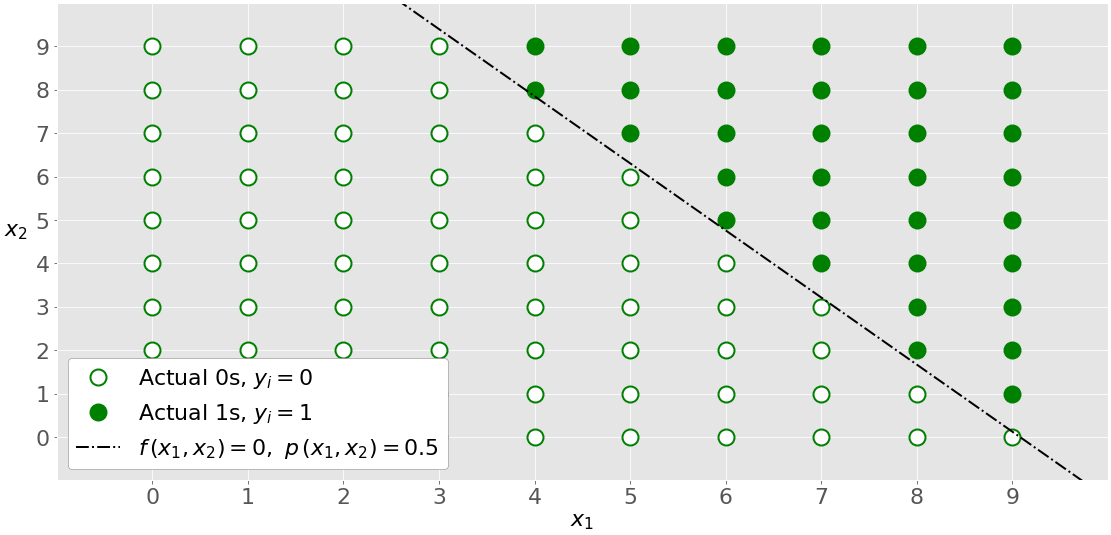 9
8
7
6
5
x₂
4
3
2
1
0
Actual 0s, yᵢ = 0
Actual 1s, yᵢ = 1
f(x₁, x₂) = 0, p(x₁, x₂) = 0.5
0 1 2 3 4 5 6 7 8 9
x₁